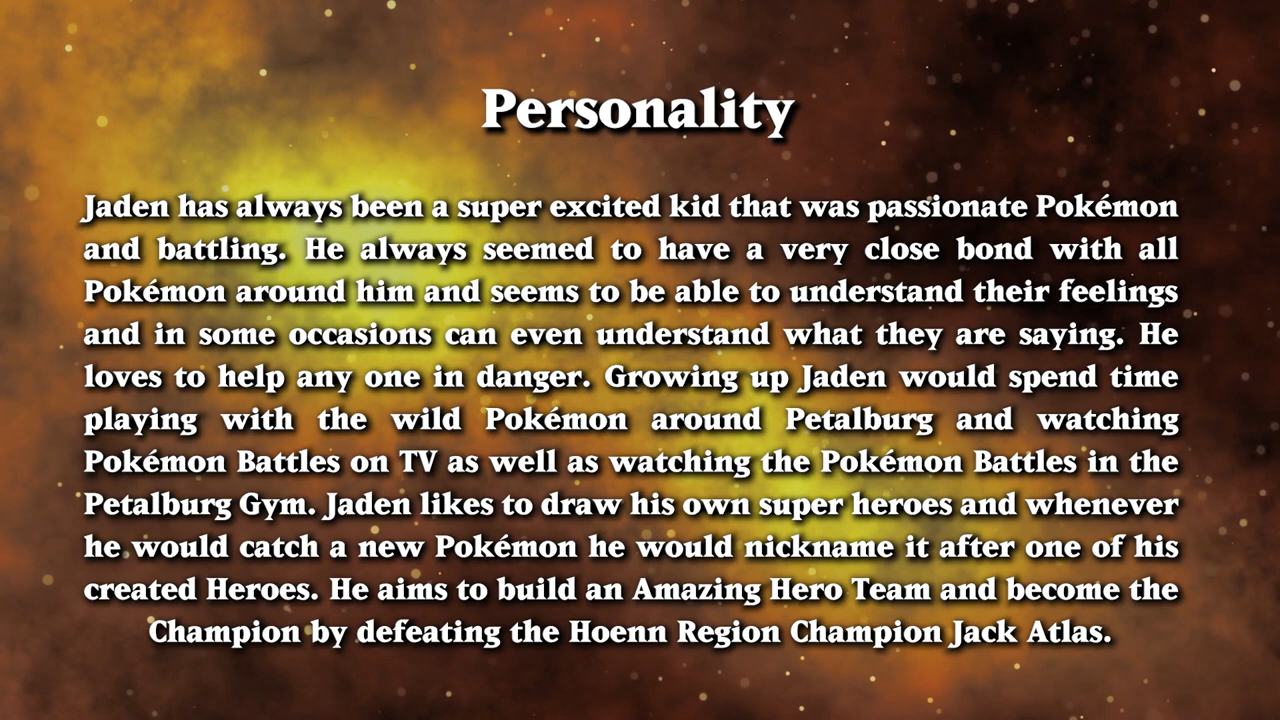 Personality
Jaden has always been a super excited kid that was passionate Pokémon
and battling. He always seemed to have a very close bond with all
Pokémon around him and seems to be able to understand their feelings
and in some occasions can even understand what they are saying. He
loves to help any one in danger. Growing up Jaden would spend time
playing with the wild Pokémon around Petalburg and watching
Pokémon Battles on TV as well as watching the Pokémon Battles in the
Petalburg Gym. Jaden likes to draw his own super heroes and whenever
he would catch a new Pokémon he would nickname it after one of his
created Heroes. He aims to build an Amazing Hero Team and become the
Champion by defeating the Hoenn Region Champion Jack Atlas.